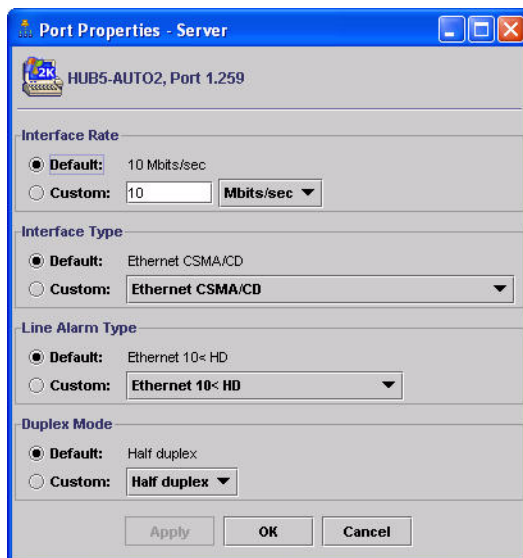 Port Properties - Server
2K
HUB5-AUTO2, Port 1.259
Interface Rate
Default: 10 Mbits/sec
Custom: 10 Mbits/sec
Interface Type
Default: Ethernet CSMA/CD
Custom: Ethernet CSMA/CD
Line Alarm Type
Default: Ethernet 10< HD
Custom: Ethernet 10< HD
Duplex Mode
Default: Half duplex
Custom: Half duplex
Apply OK Cancel